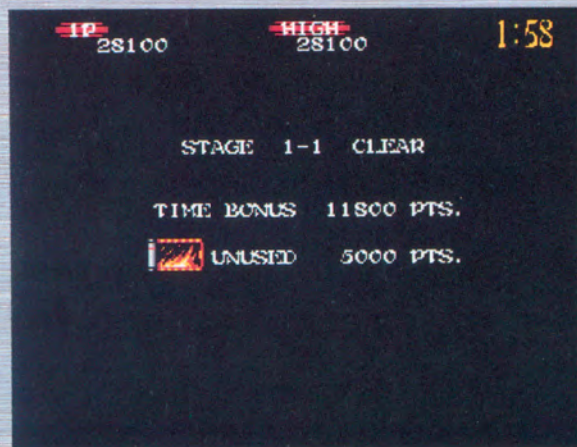 1P HIGH 1:58
28100 28100
STAGE 1-1 CLEAR
TIME BONUS 11800 PTS.
UNUSED 5000 PTS.